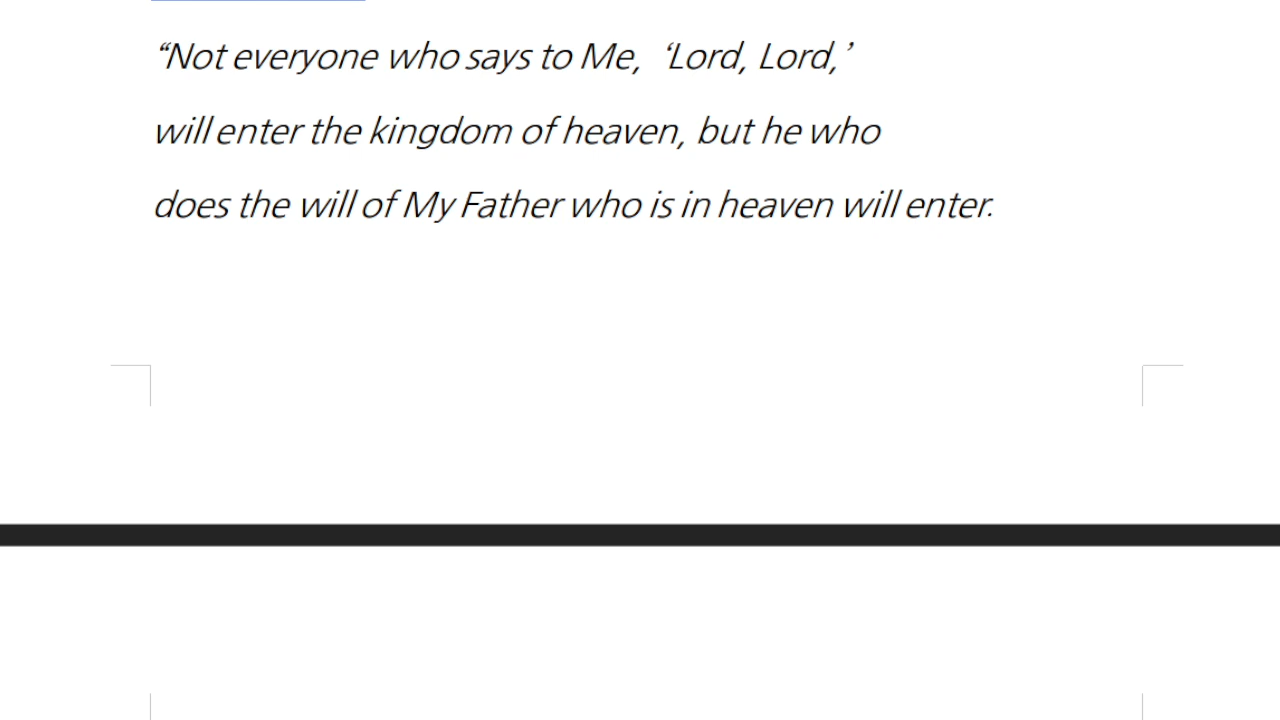 “Not everyone who says to Me, ‘Lord, Lord,’
will enter the kingdom of heaven, but he who
does the will of My Father who is in heaven will enter.